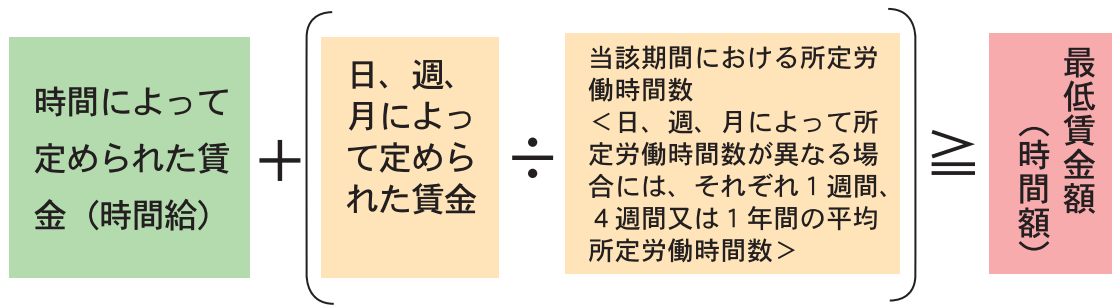 時間によって
定められた賃
金（時間給）
＋
日、週、
月によっ
て定めら
れた賃金
÷
当該期間における所定労
働時間数
＜日、週、月によって所
定労働時間数が異なる場
合には、それぞれ１週間、
４週間又は１年間の平均
所定労働時間数＞
≧
最低賃金額
（時間額）